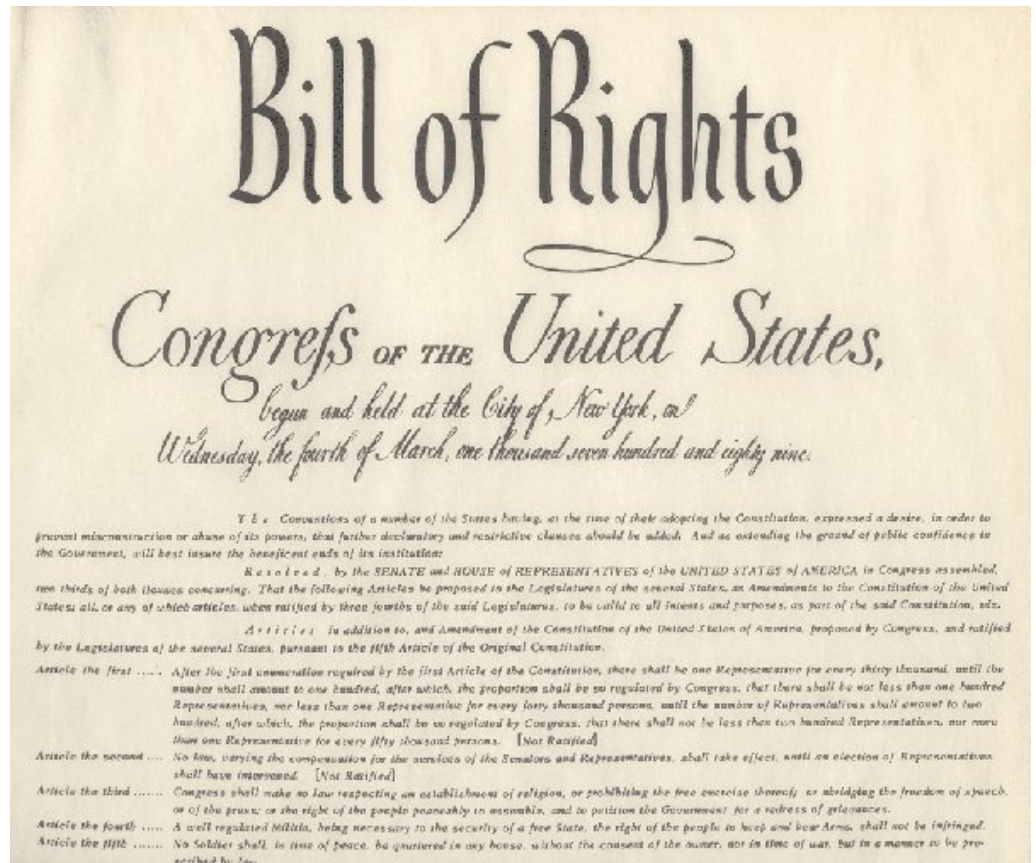 Bill of Rights
Congreſs OF THE United States,
begun and held at the City of, New York, on
Wednesday, the fourth of March, one thousand seven hundred and eighty nine.
The Conventions of a number of the States having, at the time of their adopting the Constitution, expressed a desire, in order to
prevent misconstruction or abuse of its powers, that further declaratory and restrictive clauses should be added: And as extending the ground of public confidence in
the Government, will best insure the beneficent ends of its institution:
Resolved, by the SENATE and HOUSE of REPRESENTATIVES of the UNITED STATES of AMERICA in Congress assembled,
two thirds of both Houses concurring. That the following Articles be proposed to the Legislatures of the several States, as Amendments to the Constitution of the United
States; all, or any of which articles, when ratified by three fourths of the said Legislatures, to be valid to all intents and purposes, as part of the said Constitution, viz.
Articles in addition to, and Amendment of the Constitution of the United States of America, proposed by Congress, and ratified
by the Legislatures of the several States, pursuant to the fifth Article of the Original Constitution.
Article the first ...... After the first enumeration required by the first Article of the Constitution, there shall be one Representative for every thirty thousand, until the
number shall amount to one hundred, after which, the proportion shall be so regulated by Congress, that there shall be not less than one hundred
Representatives, nor less than one Representative for every forty thousand persons, until the number of Representatives shall amount to two
hundred, after which, the proportion shall be so regulated by Congress, that there shall not be less than two hundred Representatives, nor more
than one Representative for every fifty thousand persons. [Not Ratified]
Article the second .... No law, varying the compensation for the services of the Senators and Representatives, shall take effect, until an election of Representatives
shall have intervened. [Not Ratified]
Article the third ....... Congress shall make no law respecting an establishment of religion, or prohibiting the free exercise thereof; or abridging the freedom of speech,
or of the press; or the right of the people peaceably to assemble, and to petition the Government for a redress of grievances.
Article the fourth ..... A well regulated Militia, being necessary to the security of a free State, the right of the people to keep and bear Arms, shall not be infringed.
Article the fifth ....... No Soldier shall, in time of peace, be quartered in any house, without the consent of the owner, nor in time of war, but in a manner to be pre-
scribed by law.